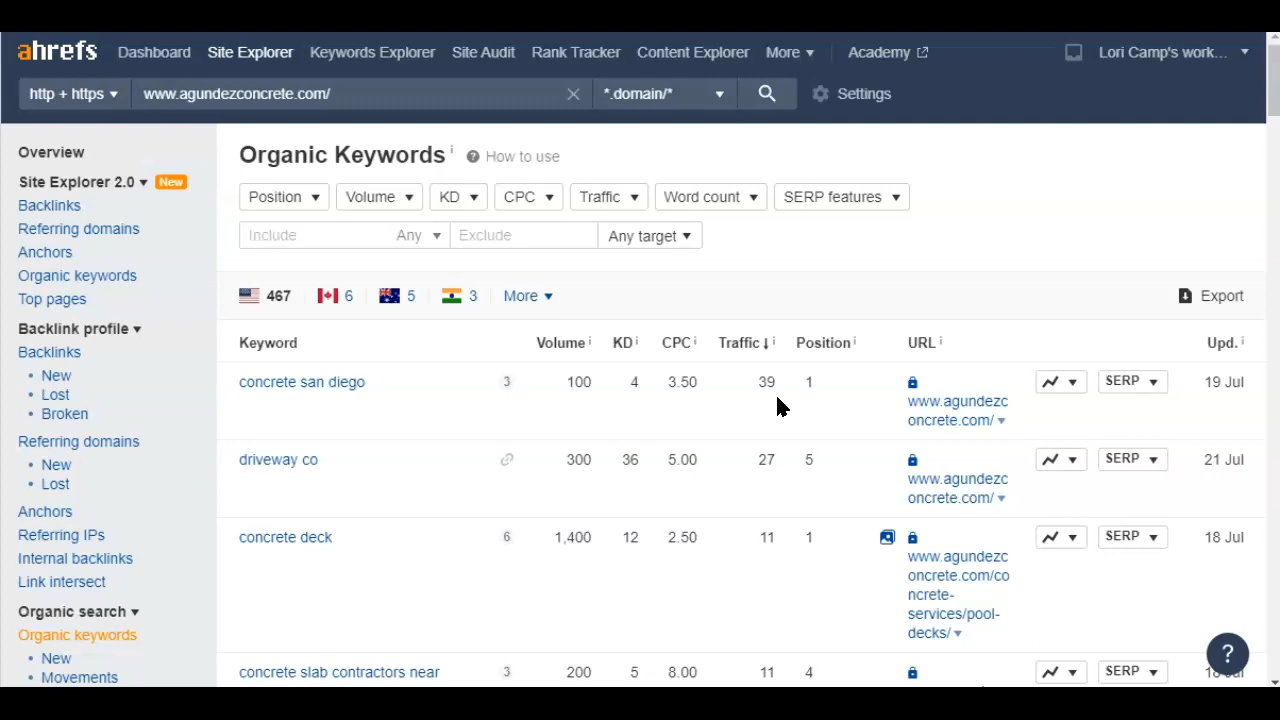 ahrefs Dashboard Site Explorer Keywords Explorer Site Audit Rank Tracker Content Explorer More Academy Lori Camp's work...
http + https www.agundezconcrete.com/ *.domain/* Settings
Overview
Site Explorer 2.0 New
Backlinks
Referring domains
Anchors
Organic keywords
Top pages
Backlink profile
Backlinks
• New
• Lost
• Broken
Referring domains
• New
• Lost
Anchors
Referring IPs
Internal backlinks
Link intersect
Organic search
Organic keywords
• New
• Movements
Organic Keywords i ? How to use
Position Volume KD CPC Traffic Word count SERP features
Include Any Exclude Any target
467 6 5 3 More Export
Keyword Volume i KD i CPC i Traffic ↓ i Position i URL i Upd. i
concrete san diego 3 100 4 3.50 39 1 SERP 19 Jul
www.agundezc
oncrete.com/
driveway co 300 36 5.00 27 5 SERP 21 Jul
www.agundezc
oncrete.com/
concrete deck 6 1,400 12 2.50 11 1 SERP 18 Jul
www.agundezc
oncrete.com/co
ncrete-
services/pool-
decks/
?
concrete slab contractors near 3 200 5 8.00 11 4 SERP